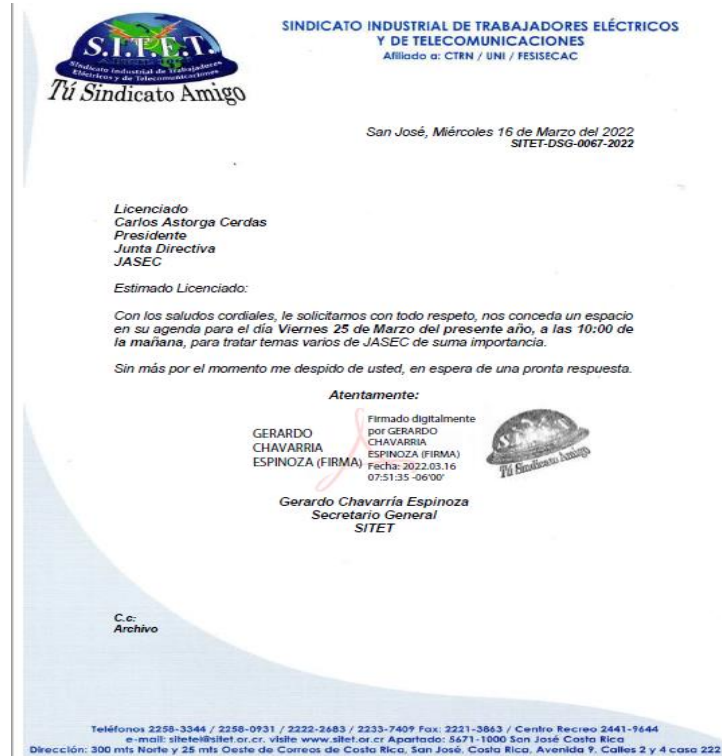 S.I.T.E.T.
Sindicato Industrial de Trabajadores
Eléctricos y de Telecomunicaciones
Tú Sindicato Amigo
SINDICATO INDUSTRIAL DE TRABAJADORES ELÉCTRICOS
Y DE TELECOMUNICACIONES
Afiliado a: CTRN / UNI / FESISECAC
San José, Miércoles 16 de Marzo del 2022
SITET-DSG-0067-2022
Licenciado
Carlos Astorga Cerdas
Presidente
Junta Directiva
JASEC
Estimado Licenciado:
Con los saludos cordiales, le solicitamos con todo respeto, nos conceda un espacio
en su agenda para el día Viernes 25 de Marzo del presente año, a las 10:00 de
la mañana, para tratar temas varios de JASEC de suma importancia.
Sin más por el momento me despido de usted, en espera de una pronta respuesta.
Atentamente:
GERARDO
CHAVARRIA
ESPINOZA (FIRMA)
Firmado digitalmente
por GERARDO
CHAVARRIA
ESPINOZA (FIRMA)
Fecha: 2022.03.16
07:51:35 -06'00'
Tú Sindicato Amigo
Gerardo Chavarría Espinoza
Secretario General
SITET
C.c:
Archivo
Teléfonos 2258-3344 / 2258-0931 / 2222-2683 / 2233-7409 Fax: 2221-3863 / Centro Recreo 2441-9644
e-mail: sitetel@sitet.or.cr. visite www.sitet.or.cr Apartado: 5671-1000 San José Costa Rica
Dirección: 300 mts Norte y 25 mts Oeste de Correos de Costa Rica, San José, Costa Rica, Avenida 9, Calles 2 y 4 casa 222